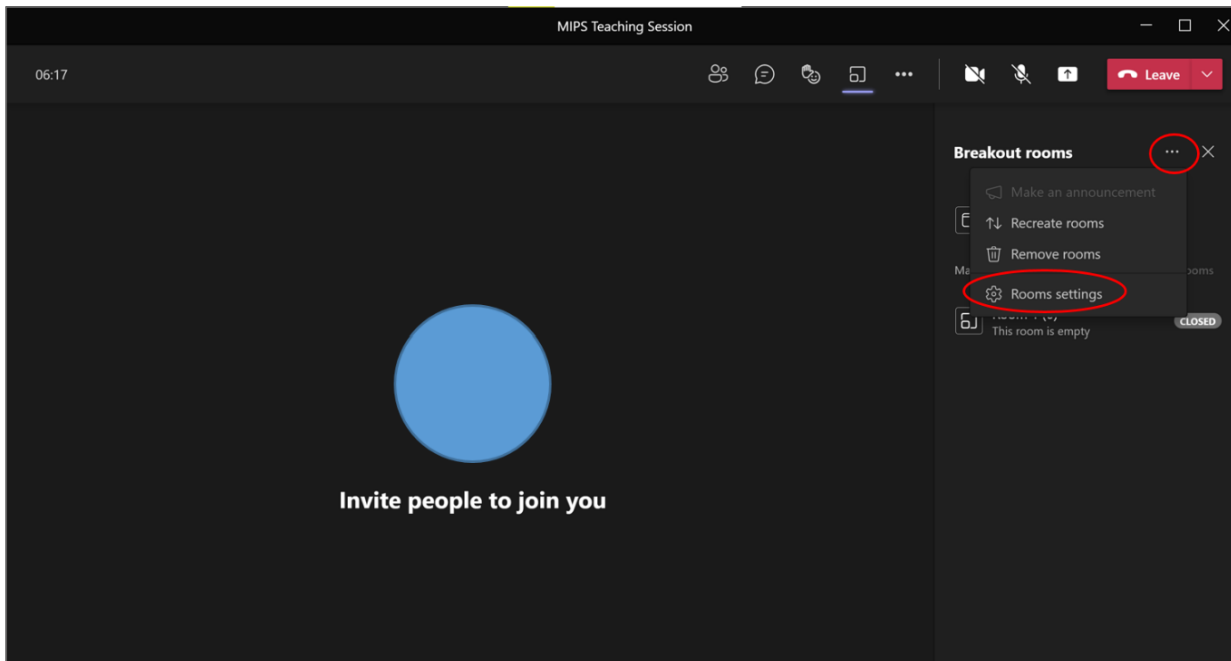 MIPS Teaching Session
06:17
Leave
Breakout rooms
Make an announcement
Recreate rooms
Remove rooms
Rooms settings
This room is empty
CLOSED
Invite people to join you